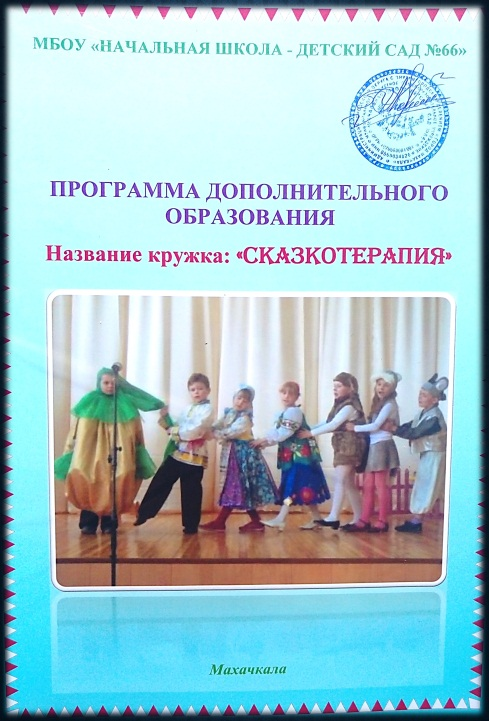 МБОУ «НАЧАЛЬНАЯ ШКОЛА - ДЕТСКИЙ САД №66»
ПРОГРАММА ДОПОЛНИТЕЛЬНОГО
ОБРАЗОВАНИЯ
Название кружка: «СКАЗКОТЕРАПИЯ»
Махачкала